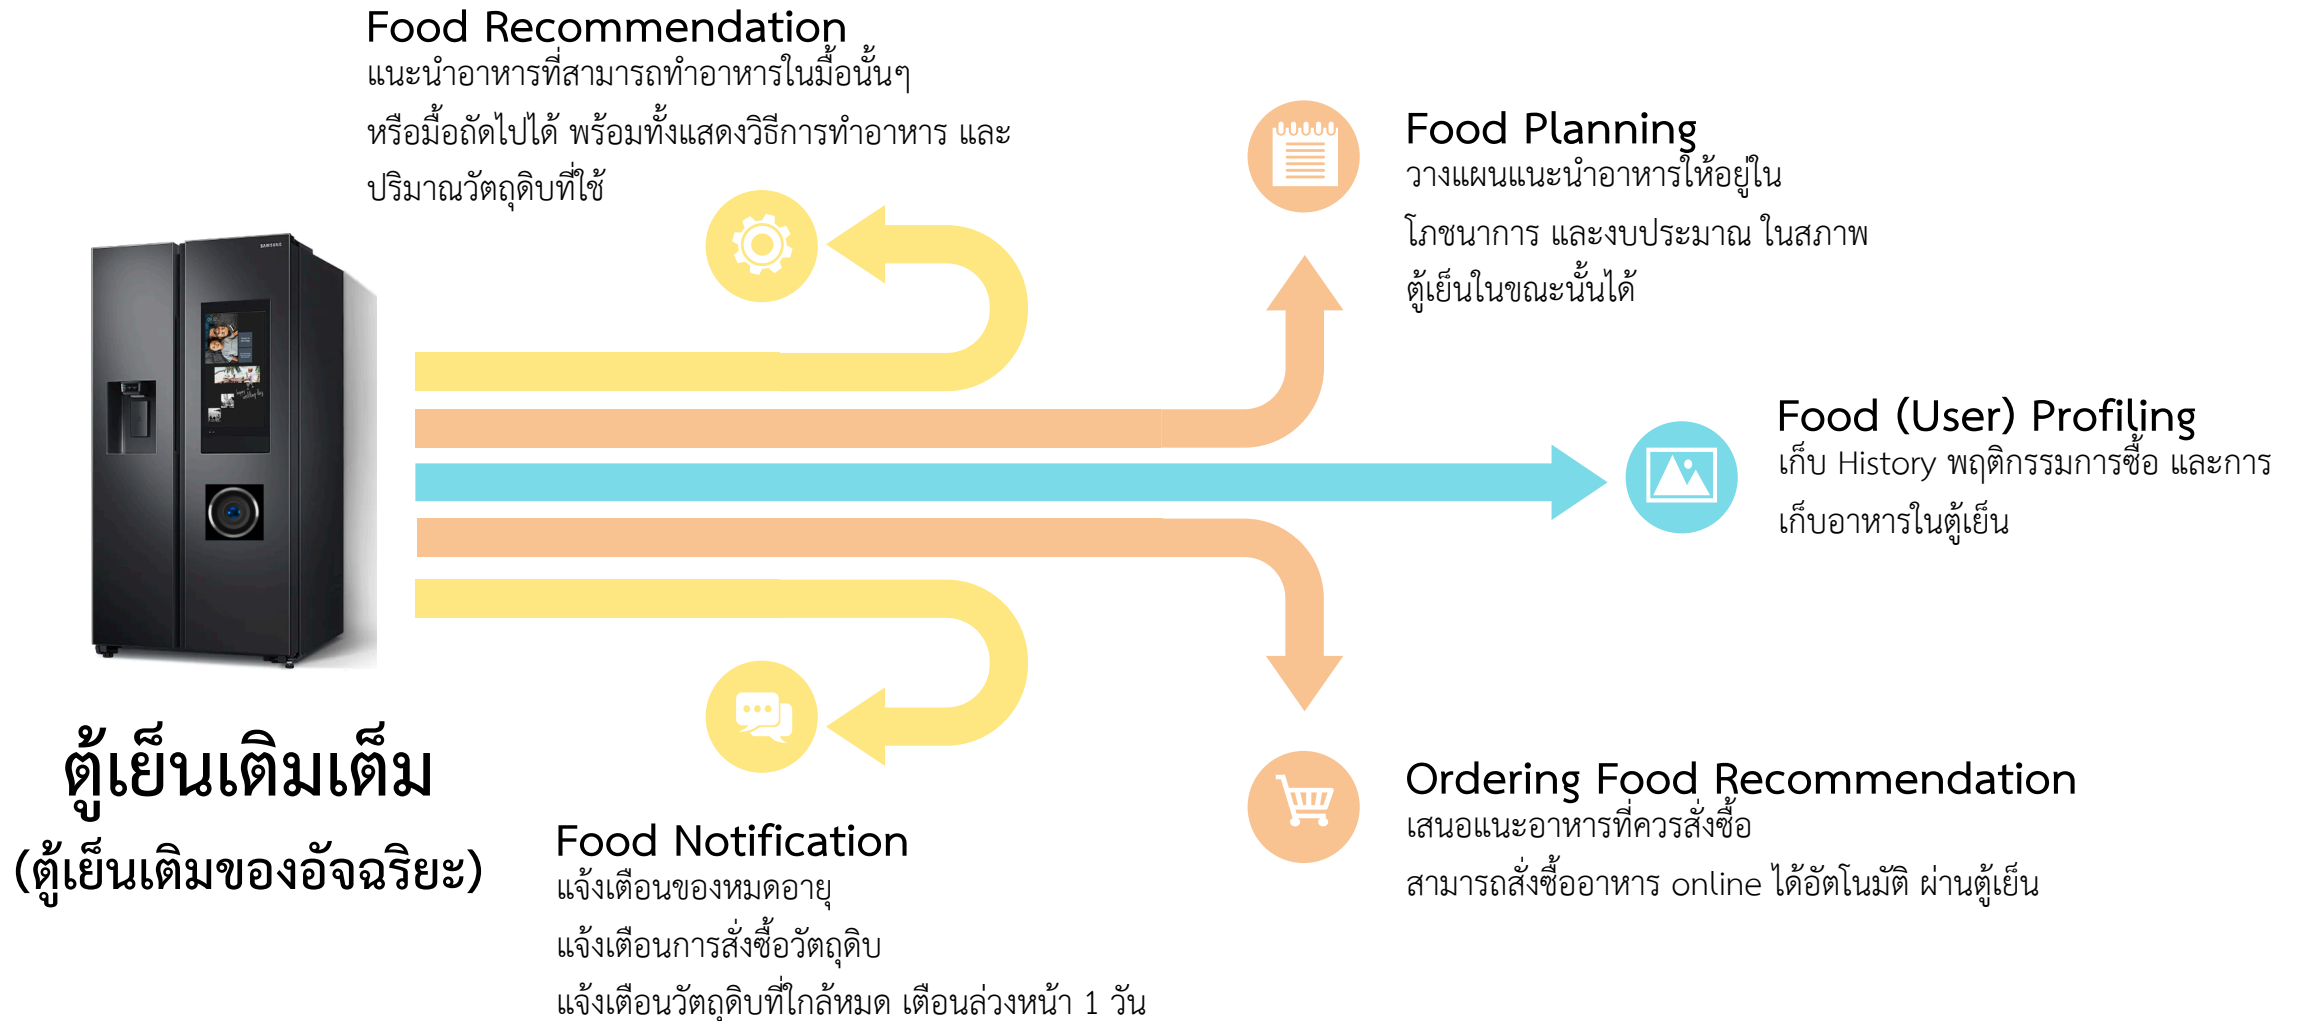 Food Recommendation
แนะนำอาหารที่สามารถทำอาหารในมื้อนั้นๆ
หรือมื้อถัดไปได้ พร้อมทั้งแสดงวิธีการทำอาหาร และ
ปริมาณวัตถุดิบที่ใช้
Food Planning
วางแผนแนะนำอาหารให้อยู่ใน
โภชนาการ และงบประมาณ ในสภาพ
ตู้เย็นในขณะนั้นได้
Food (User) Profiling
เก็บ History พฤติกรรมการซื้อ และการ
เก็บอาหารในตู้เย็น
SAMSUNG
ตู้เย็นเติมเต็ม
(ตู้เย็นเติมของอัจฉริยะ)
Food Notification
แจ้งเตือนของหมดอายุ
แจ้งเตือนการสั่งซื้อวัตถุดิบ
แจ้งเตือนวัตถุดิบที่ใกล้หมด เตือนล่วงหน้า 1 วัน
Ordering Food Recommendation
เสนอแนะอาหารที่ควรสั่งซื้อ
สามารถสั่งซื้ออาหาร online ได้อัตโนมัติ ผ่านตู้เย็น